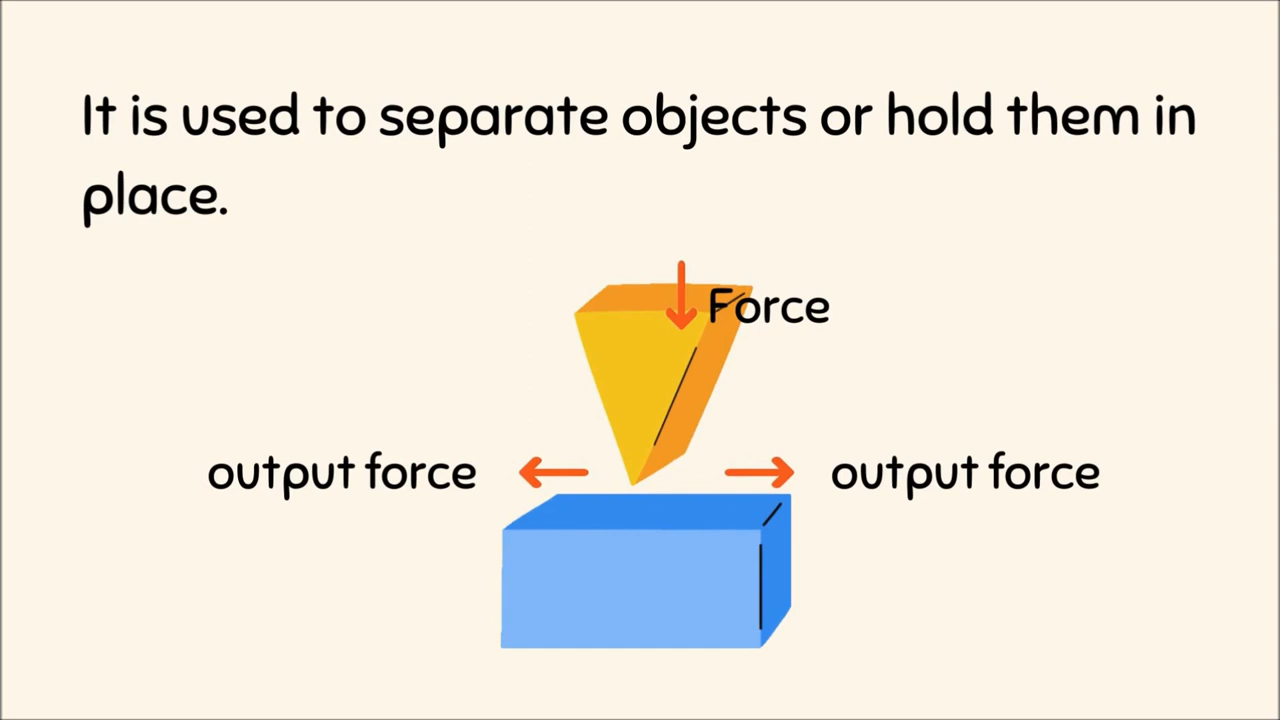 It is used to separate objects or hold them in
place.
Force
output force
output force